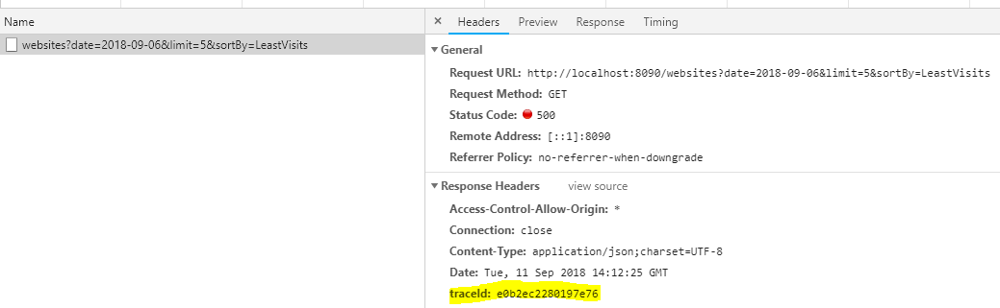 Name
websites?date=2018-09-06&limit=5&sortBy=LeastVisits
× Headers Preview Response Timing
General
Request URL: http://localhost:8090/websites?date=2018-09-06&limit=5&sortBy=LeastVisits
Request Method: GET
Status Code: 500
Remote Address: [::1]:8090
Referrer Policy: no-referrer-when-downgrade
Response Headers view source
Access-Control-Allow-Origin: *
Connection: close
Content-Type: application/json;charset=UTF-8
Date: Tue, 11 Sep 2018 14:12:25 GMT
traceId: e0b2ec2280197e76